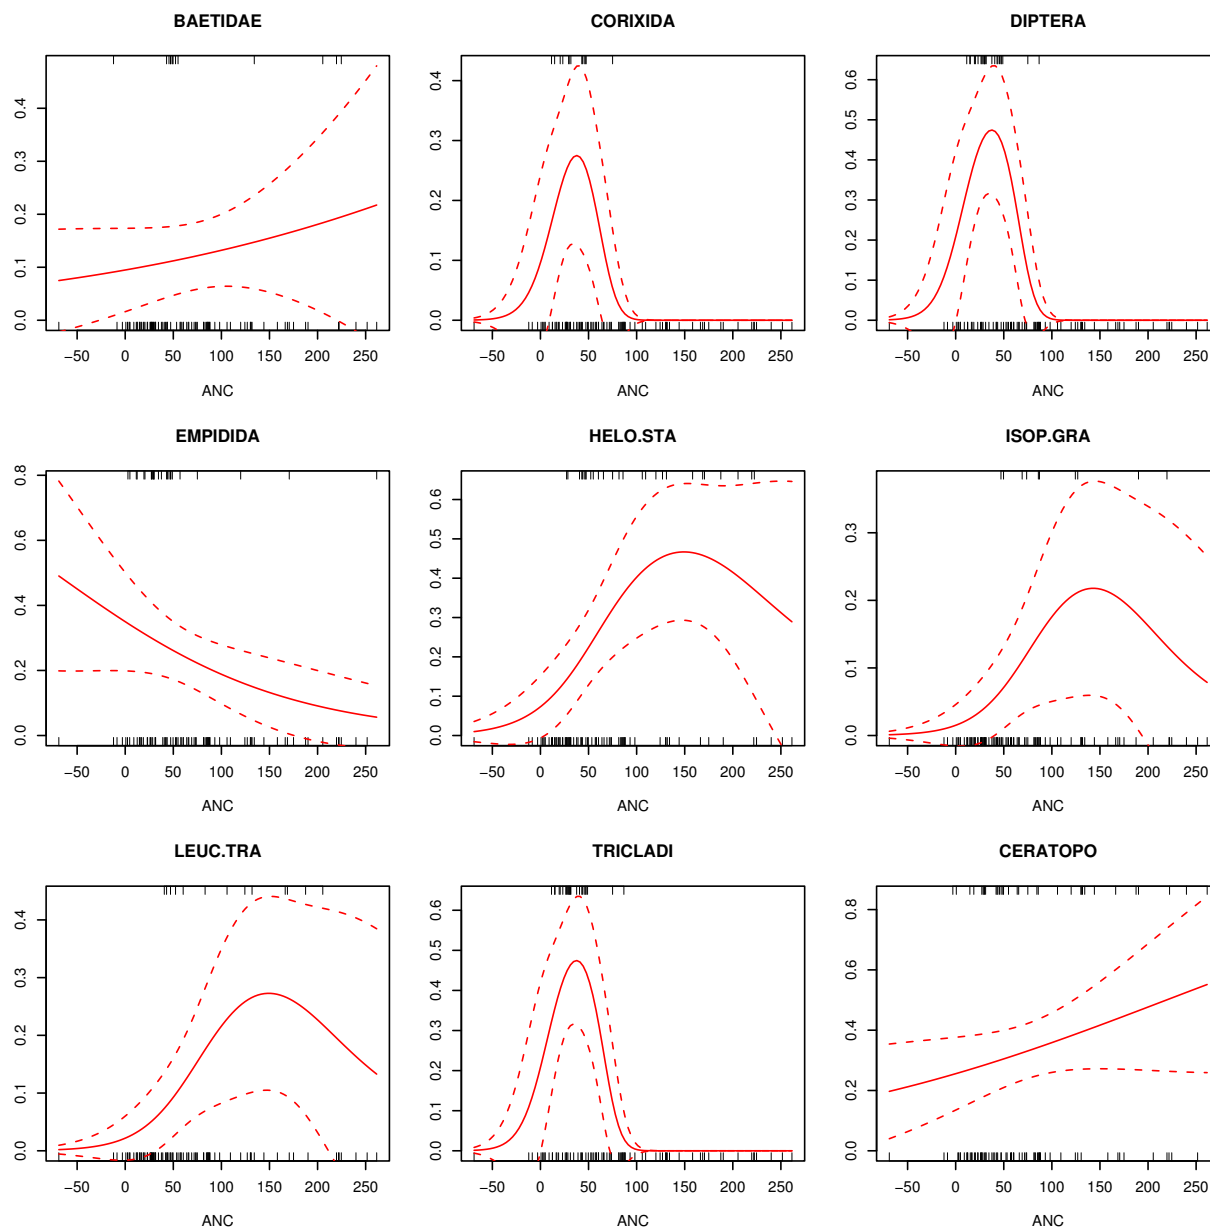 BAETIDAE CORIXIDA DIPTERA
0.0 0.1 0.2 0.3 0.4
0.0 0.1 0.2 0.3 0.4
0.0 0.1 0.2 0.3 0.4 0.5 0.6
−50 0 50 100 150 200 250 −50 0 50 100 150 200 250 −50 0 50 100 150 200 250
ANC ANC ANC
EMPIDIDA HELO.STA ISOP.GRA
0.0 0.2 0.4 0.6 0.8
0.0 0.1 0.2 0.3 0.4 0.5 0.6
0.0 0.1 0.2 0.3
−50 0 50 100 150 200 250 −50 0 50 100 150 200 250 −50 0 50 100 150 200 250
ANC ANC ANC
LEUC.TRA TRICLADI CERATOPO
0.0 0.1 0.2 0.3 0.4
0.0 0.1 0.2 0.3 0.4 0.5 0.6
0.0 0.2 0.4 0.6 0.8
−50 0 50 100 150 200 250 −50 0 50 100 150 200 250 −50 0 50 100 150 200 250
ANC ANC ANC